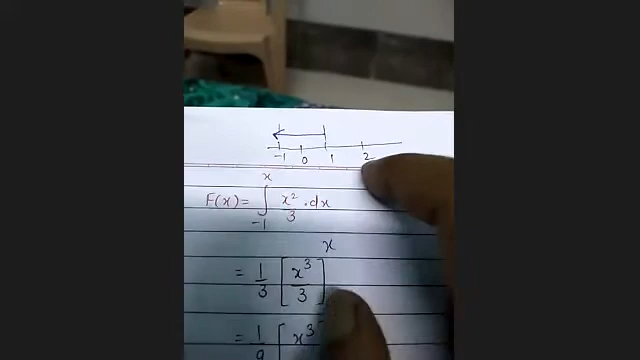 -1 0 1 2
F(x) = ∫_{-1}^{x} x²/3 . dx
= 1/3 [x³/3]^x
= 1/9 [x³